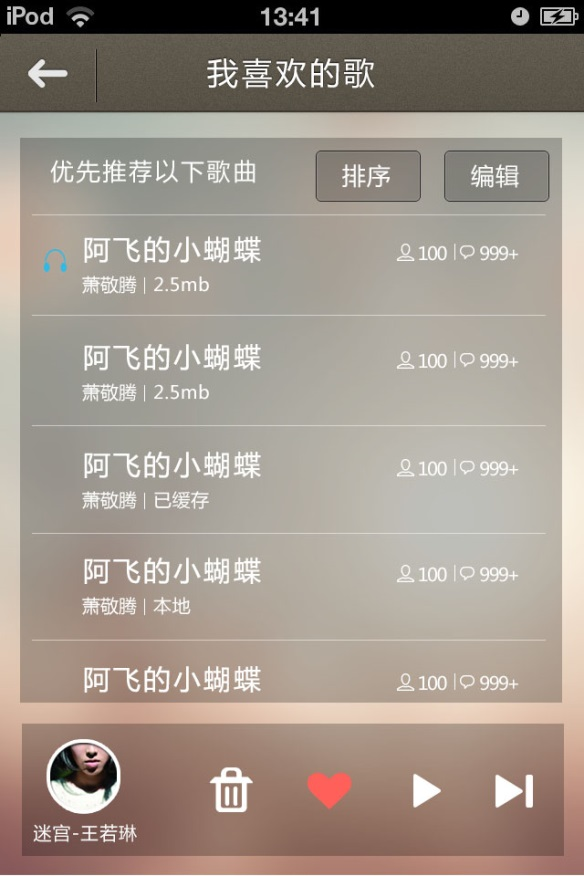 iPod 13:41
我喜欢的歌
优先推荐以下歌曲 排序 编辑
阿飞的小蝴蝶 100 999+
萧敬腾 | 2.5mb
阿飞的小蝴蝶 100 999+
萧敬腾 | 2.5mb
阿飞的小蝴蝶 100 999+
萧敬腾 | 已缓存
阿飞的小蝴蝶 100 999+
萧敬腾 | 本地
阿飞的小蝴蝶 100 999+
迷宫-王若琳